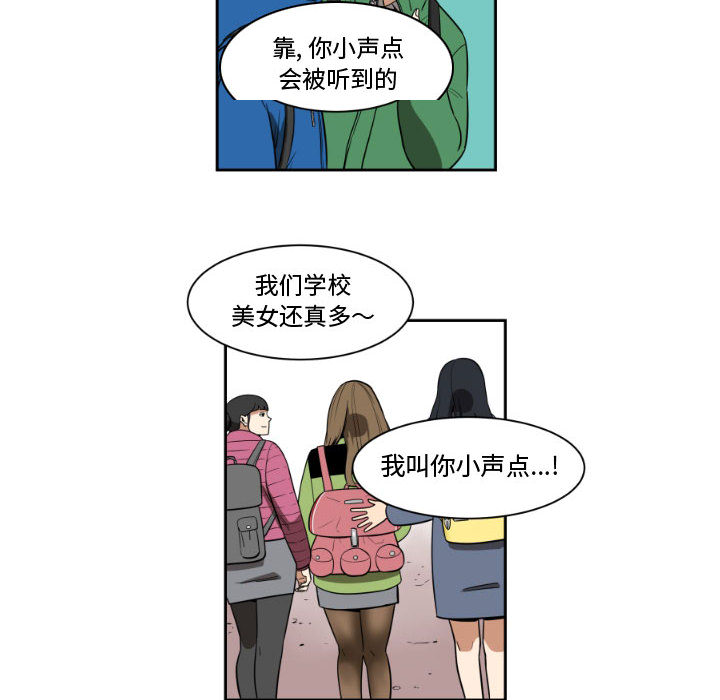 靠, 你小声点
会被听到的
我们学校
美女还真多～
我叫你小声点...!